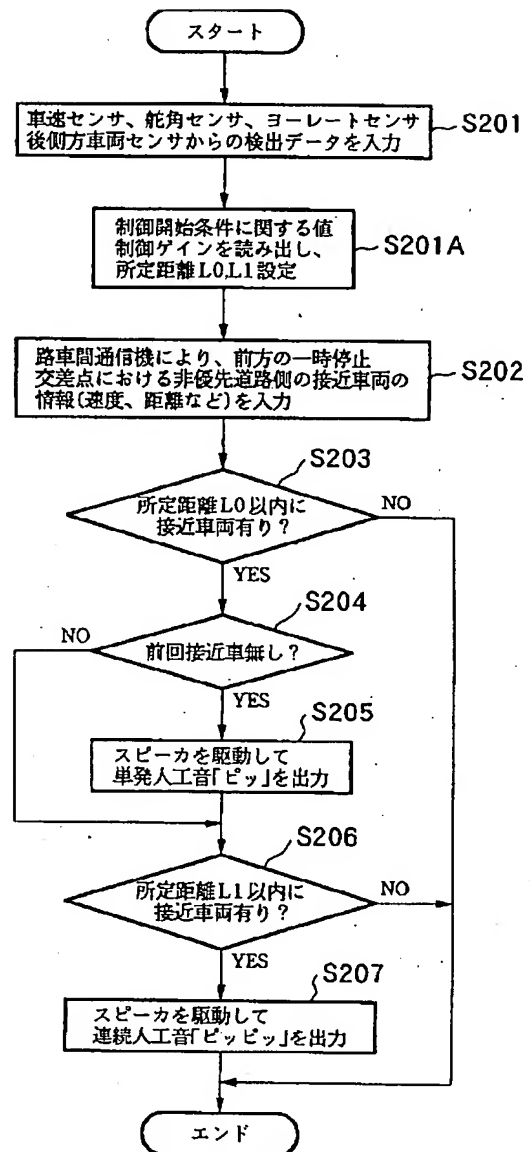 スタート
車速センサ、舵角センサ、ヨーレートセンサ
後側方車両センサからの検出データを入力
S201
制御開始条件に関する値
制御ゲインを読み出し、
所定距離L0,L1設定
S201A
路車間通信機により、前方の一時停止
交差点における非優先道路側の接近車両の
情報(速度、距離など)を入力
S202
S203
所定距離L0以内に
接近車両有り?
NO
YES
S204
NO
前回接近車無し?
YES
S205
スピーカを駆動して
単発人工音「ピッ」を出力
S206
所定距離L1以内に
接近車両有り?
NO
YES
S207
スピーカを駆動して
連続人工音「ピッピッ」を出力
エンド